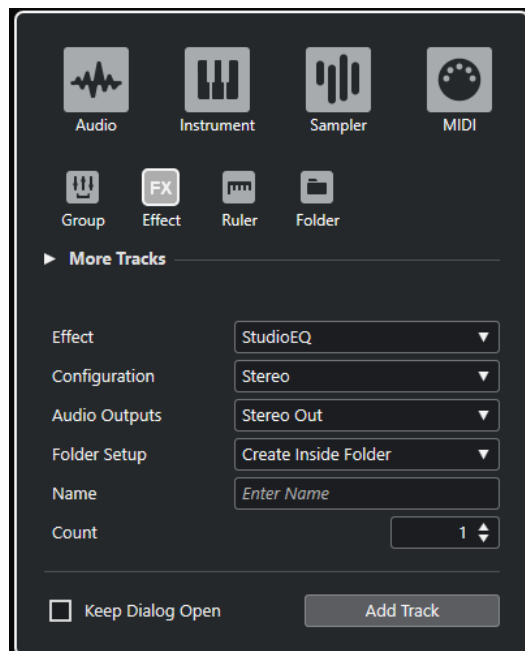 Audio Instrument Sampler MIDI
FX
Group Effect Ruler Folder
More Tracks
Effect StudioEQ
Configuration Stereo
Audio Outputs Stereo Out
Folder Setup Create Inside Folder
Name Enter Name
Count 1
Keep Dialog Open Add Track